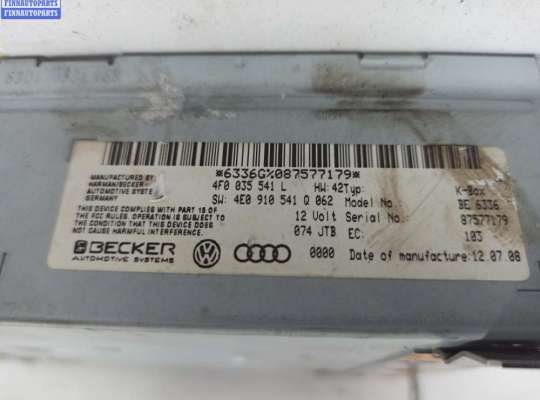 FINNAUTOPARTS
FINNAUTOPARTS
*6336G%087577179*
MANUFACTURED BY
HARMAN/BECKER
AUTOMOTIVE SYSTE
GERMANY
4F0 035 541 L HW: 42 Typ: K-Box
SW: 4E0 910 541 Q 062 Model No.: BE 6336
12 Volt Serial No.: 87577179
074 JTB EC: 103
0000 Date of manufacture: 12.07.08
THIS DEVICE COMPLIES WITH PART 15 OF
THE FCC RULES. OPERATION IS SUBJECT TO
THE CONDITION THAT THIS DEVICE DOES
NOT CAUSE HARMFUL INTERFERENCE.
BECKER
AUTOMOTIVE SYSTEMS